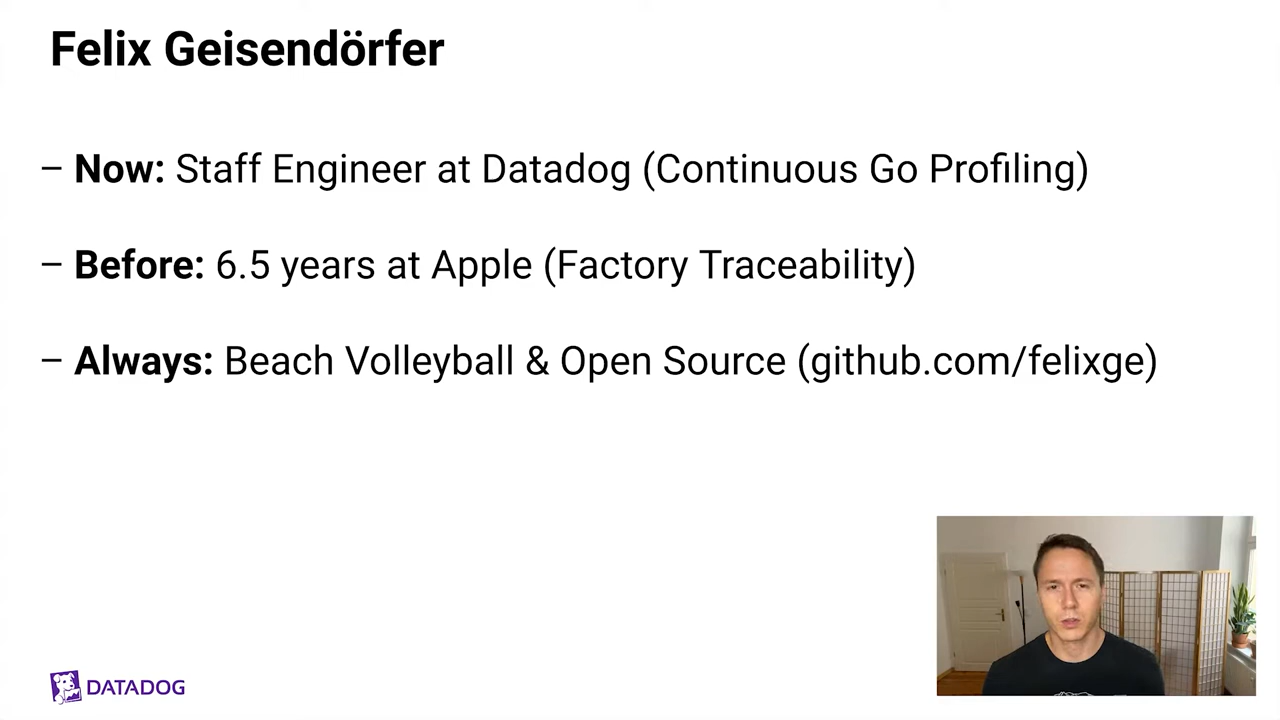 Felix Geisendörfer
– Now: Staff Engineer at Datadog (Continuous Go Profiling)
– Before: 6.5 years at Apple (Factory Traceability)
– Always: Beach Volleyball & Open Source (github.com/felixge)
DATADOG